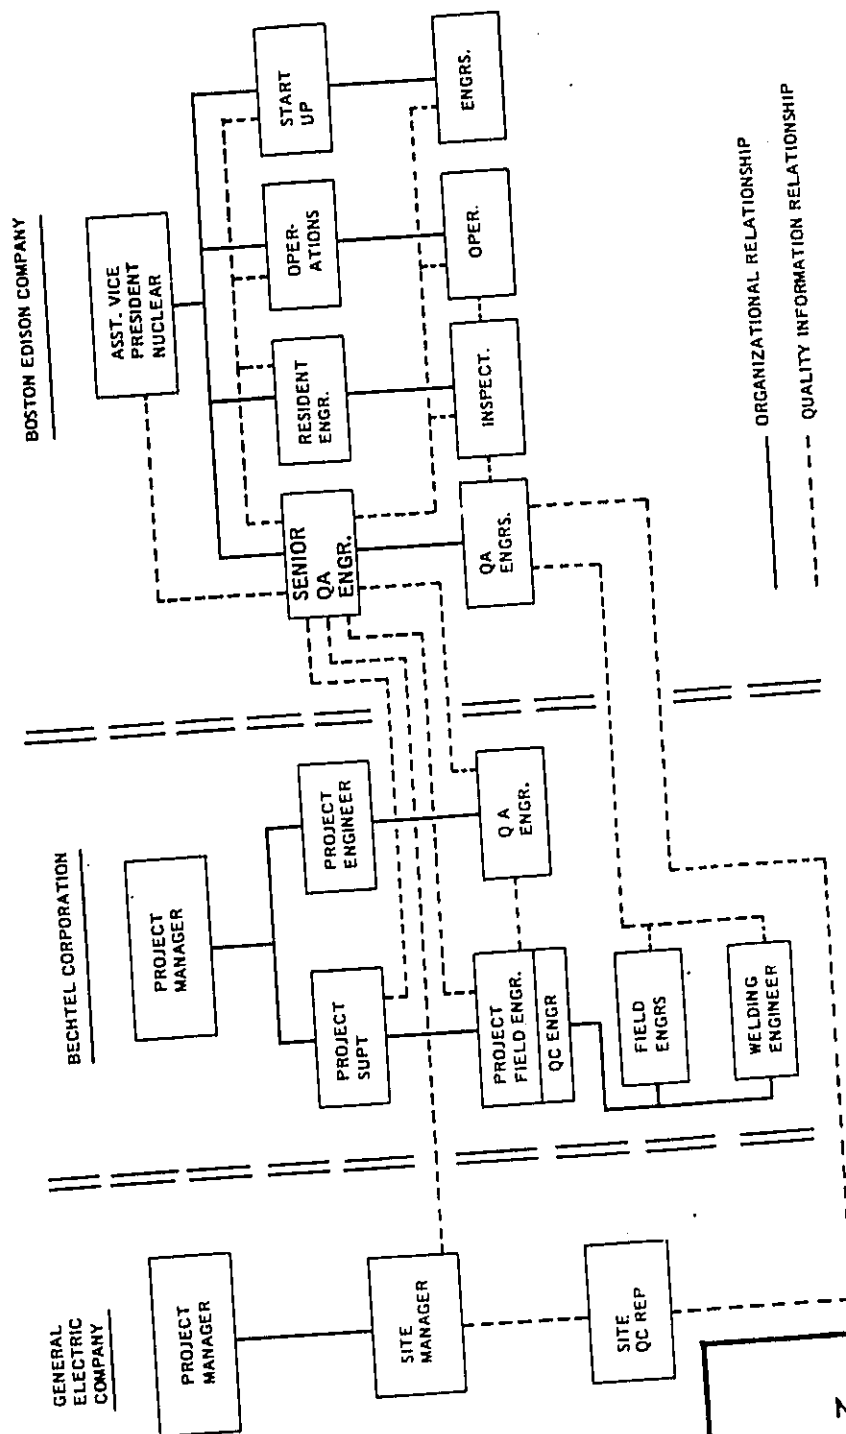 GENERAL
ELECTRIC
COMPANY
PROJECT
MANAGER
SITE
MANAGER
SITE
QC REP
BECHTEL CORPORATION
PROJECT
MANAGER
PROJECT
SUPT
PROJECT
ENGINEER
PROJECT
FIELD ENGR.
QC ENGR
Q A
ENGR.
FIELD
ENGRS
WELDING
ENGINEER
BOSTON EDISON COMPANY
ASST. VICE
PRESIDENT
NUCLEAR
SENIOR
QA
ENGR.
RESIDENT
ENGR.
OPER-
ATIONS
START
UP
QA
ENGRS.
INSPECT.
OPER.
ENGRS.
ORGANIZATIONAL RELATIONSHIP
QUALITY INFORMATION RELATIONSHIP